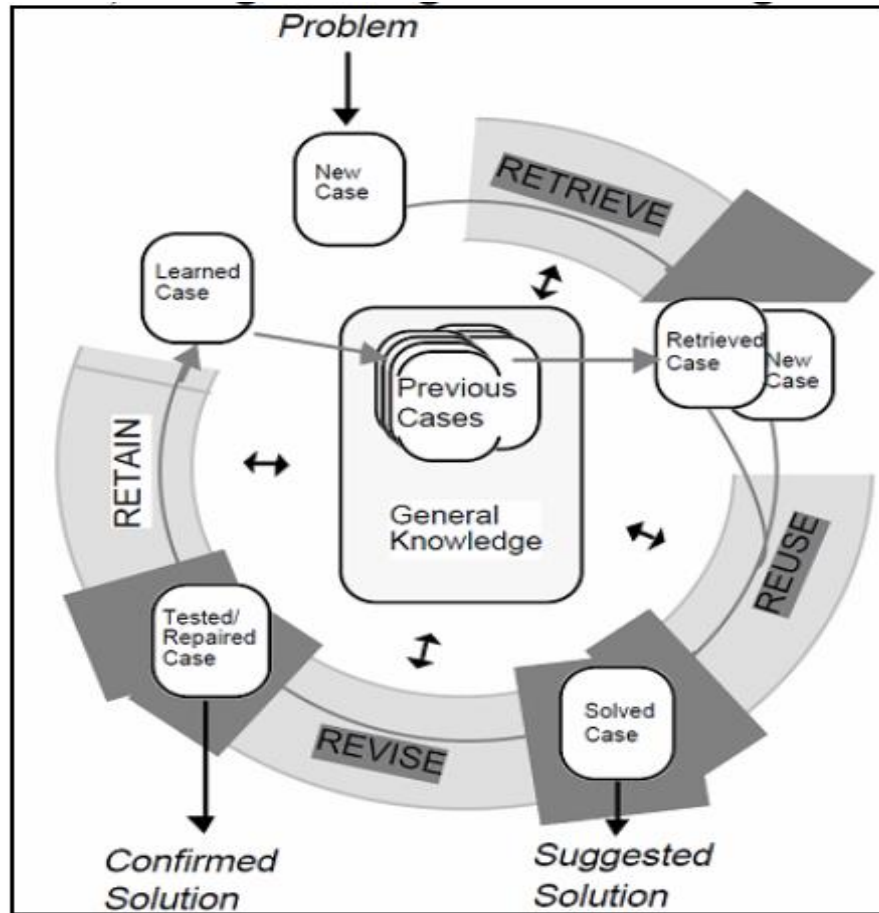 Problem
New
Case
RETRIEVE
Learned
Case
Retrieved
Case
New
Case
Previous
Cases
RETAIN
General
Knowledge
REUSE
Tested/
Repaired
Case
Solved
Case
REVISE
Confirmed
Solution
Suggested
Solution